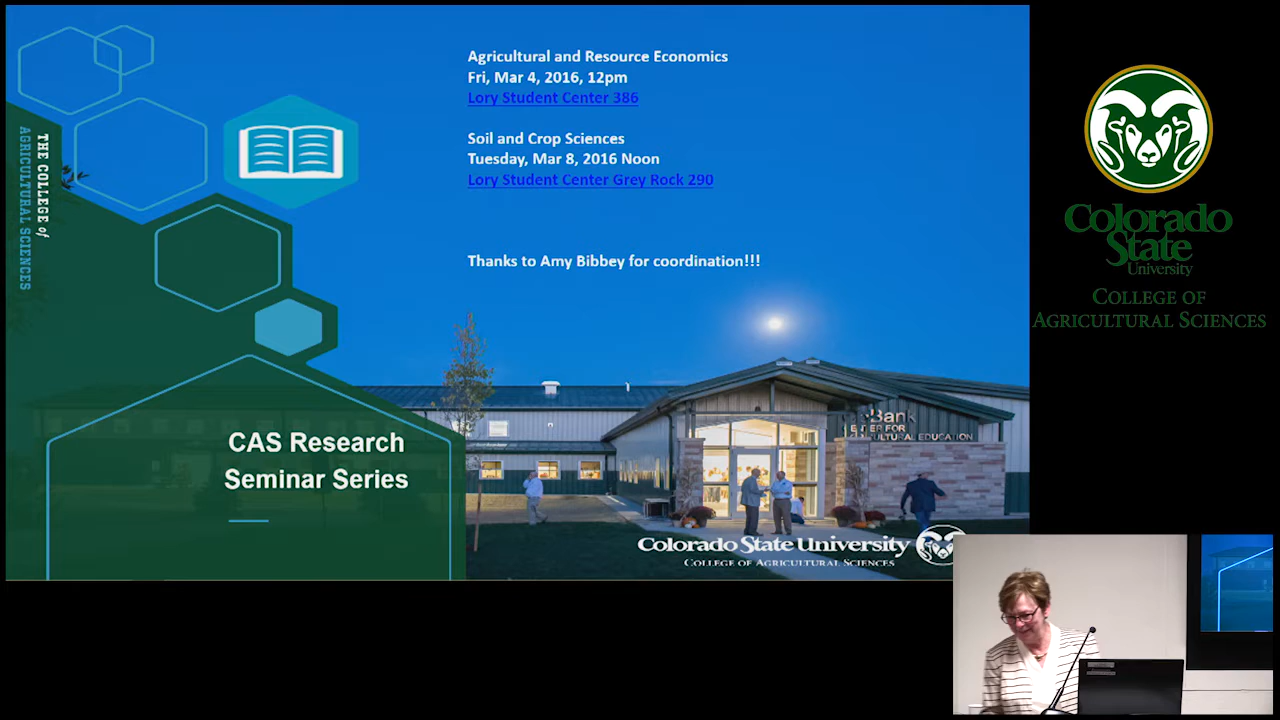 Agricultural and Resource Economics
Fri, Mar 4, 2016, 12pm
Lory Student Center 386
Soil and Crop Sciences
Tuesday, Mar 8, 2016 Noon
Lory Student Center Grey Rock 290
Thanks to Amy Bibbey for coordination!!!
THE COLLEGE of
AGRICULTURAL SCIENCES
CAS Research
Seminar Series
Bank
CENTER FOR
EDUCATION
Colorado State University
COLLEGE OF AGRICULTURAL SCIENCES
Colorado
State
University
COLLEGE OF
AGRICULTURAL SCIENCES